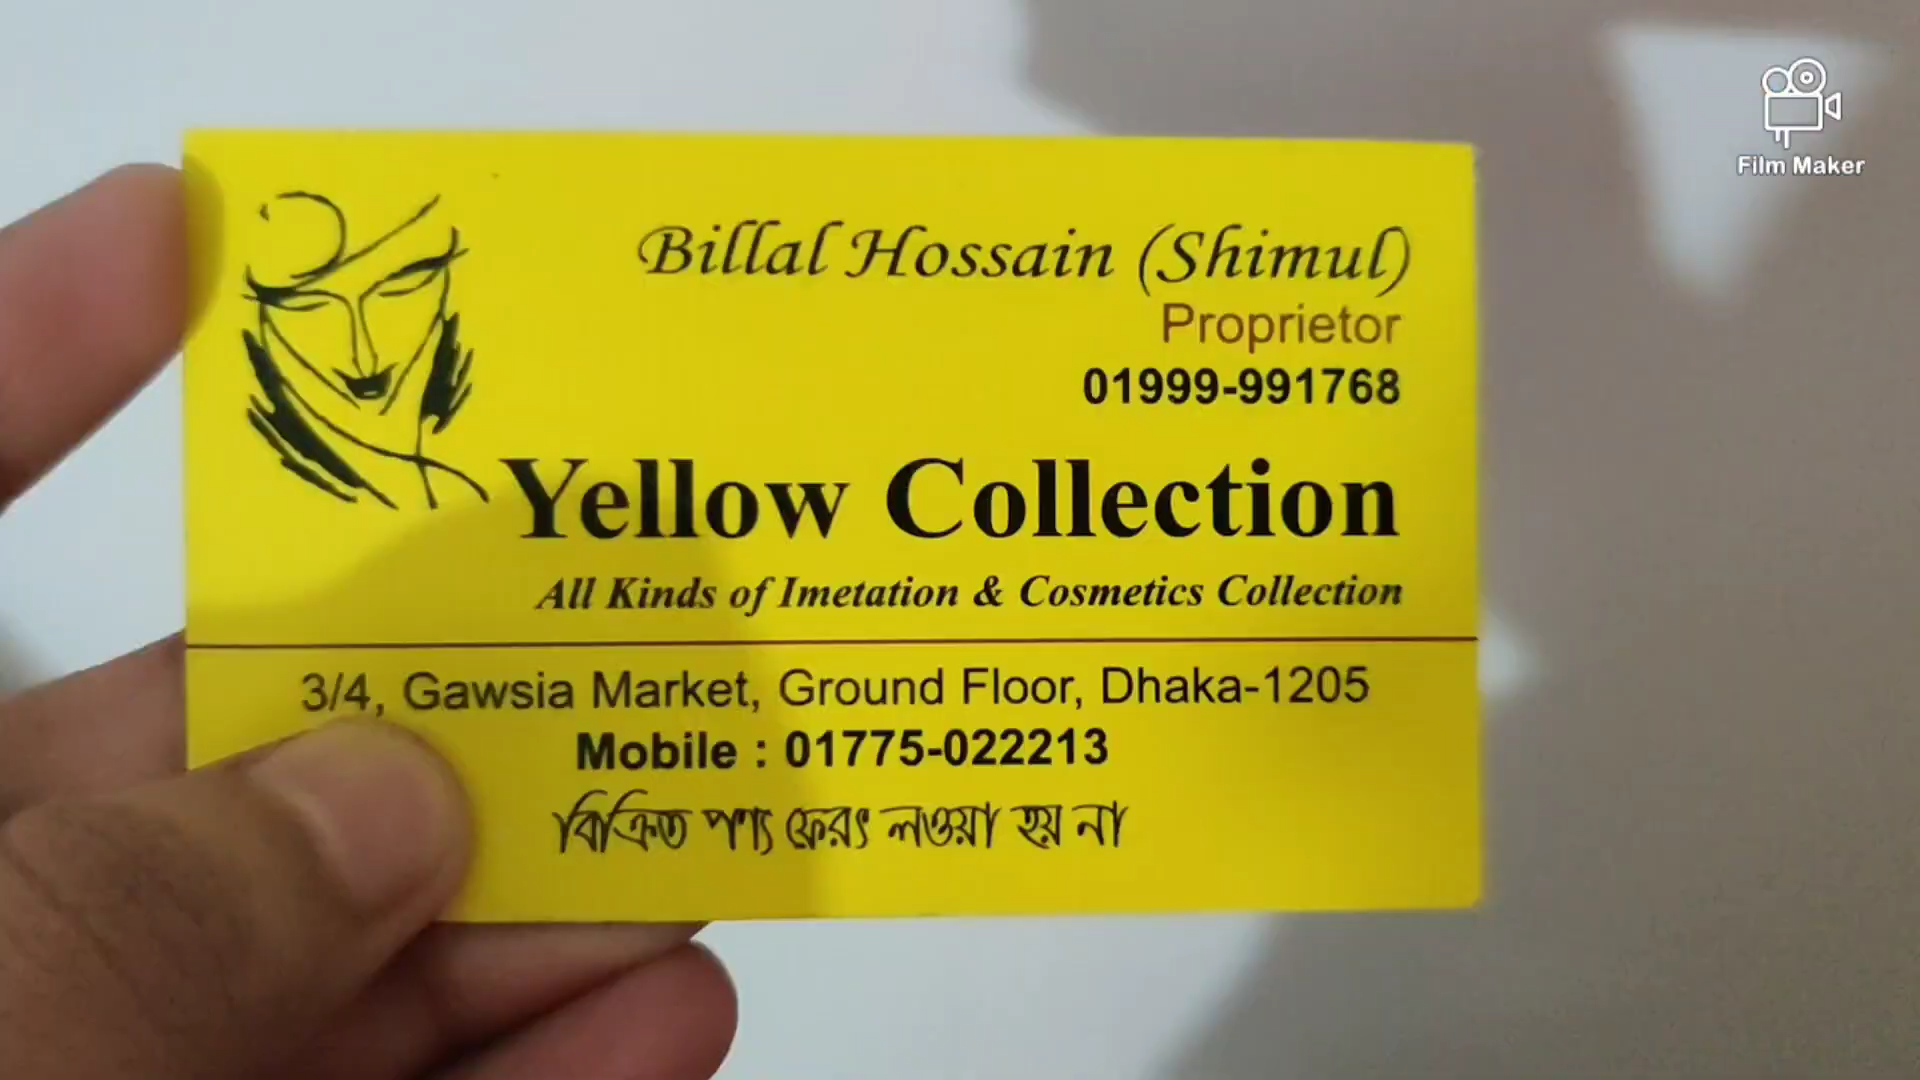 Film Maker
Billal Hossain (Shimul)
Proprietor
01999-991768
Yellow Collection
All Kinds of Imetation & Cosmetics Collection
3/4, Gawsia Market, Ground Floor, Dhaka-1205
Mobile : 01775-022213
বিক্রিত পণ্য ফেরৎ লওয়া হয় না